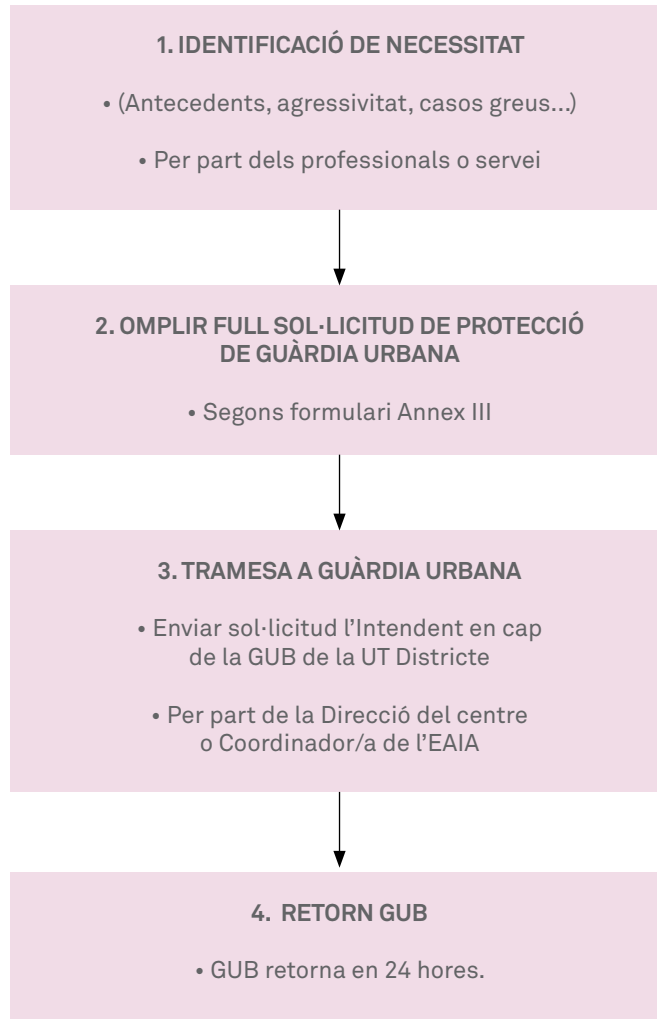 1. IDENTIFICACIÓ DE NECESSITAT
• (Antecedents, agressivitat, casos greus...)
• Per part dels professionals o servei
2. OMPLIR FULL SOL·LICITUD DE PROTECCIÓ
DE GUÀRDIA URBANA
• Segons formulari Annex III
3. TRAMESA A GUÀRDIA URBANA
• Enviar sol·licitud l'Intendent en cap
de la GUB de la UT Districte
• Per part de la Direcció del centre
o Coordinador/a de l'EAIA
4. RETORN GUB
• GUB retorna en 24 hores.